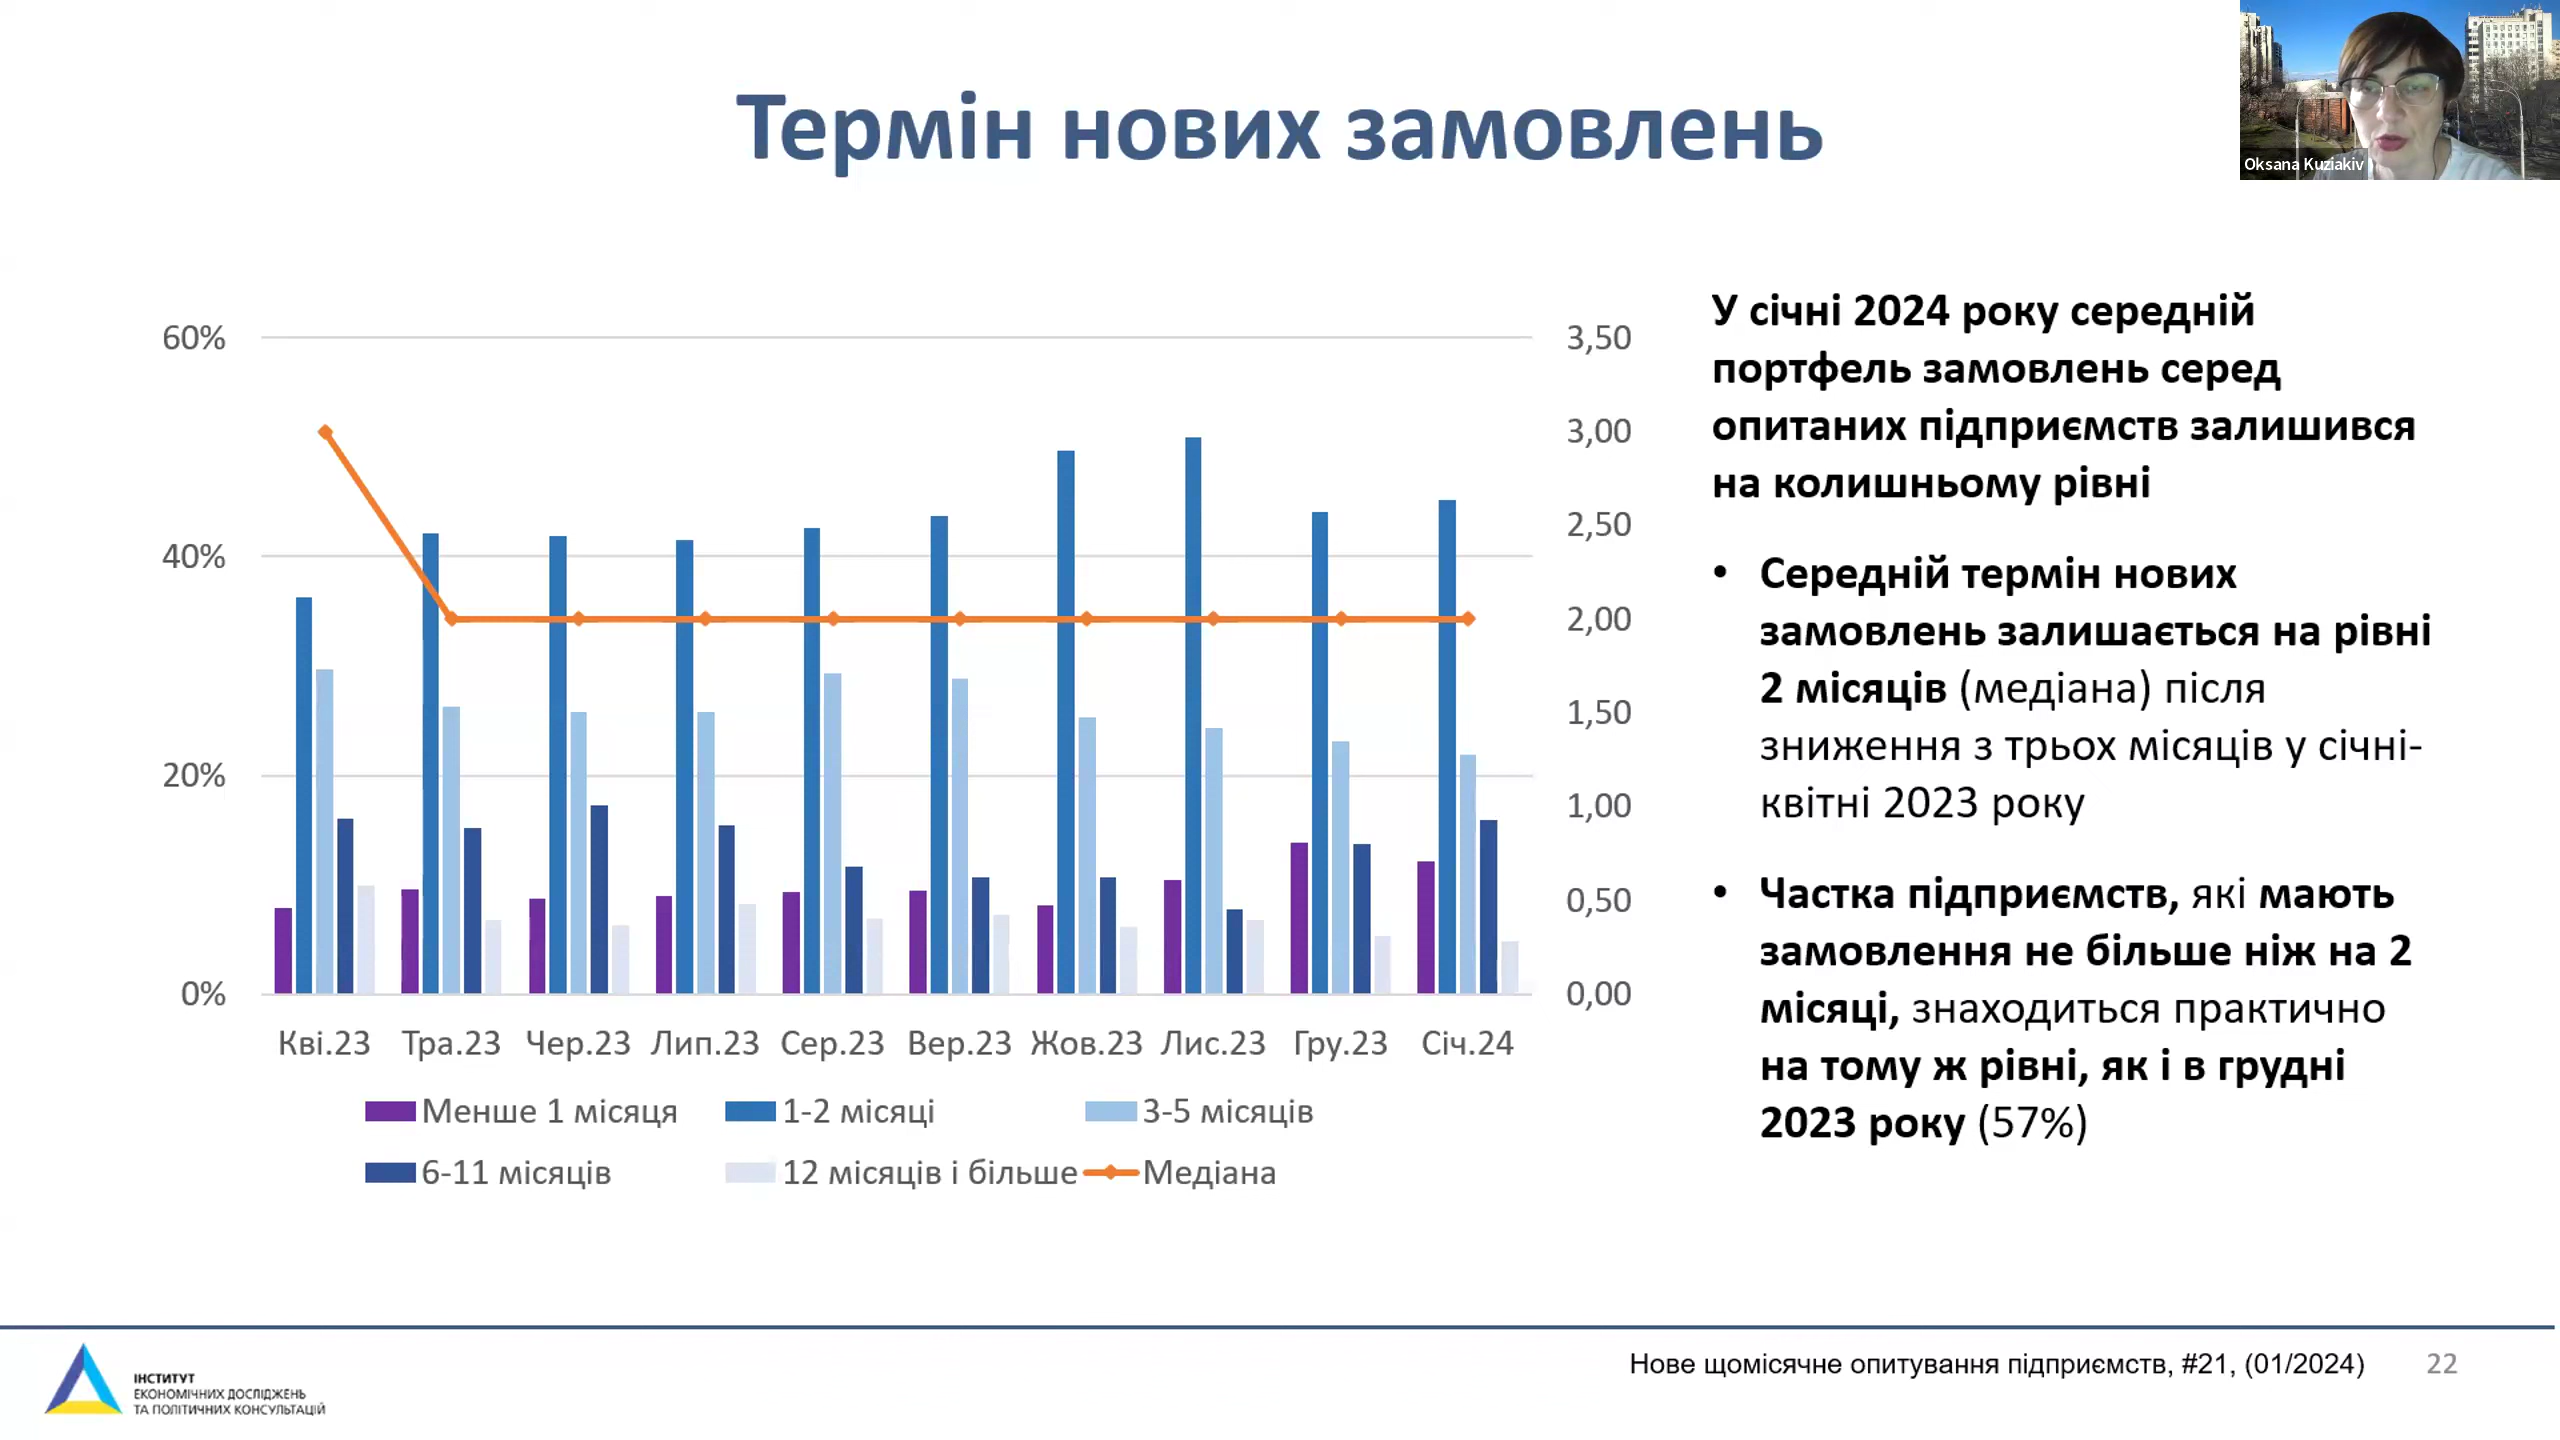 Термін нових замовлень
Oksana Kuziakiv
60%
40%
20%
0%
3,50
3,00
2,50
2,00
1,50
1,00
0,50
0,00
Кві.23 Тра.23 Чер.23 Лип.23 Сер.23 Вер.23 Жов.23 Лис.23 Гру.23 Січ.24
Менше 1 місяця 1-2 місяці 3-5 місяців
6-11 місяців 12 місяців і більше Медіана
У січні 2024 року середній
портфель замовлень серед
опитаних підприємств залишився
на колишньому рівні
• Середній термін нових
замовлень залишається на рівні
2 місяців (медіана) після
зниження з трьох місяців у січні-
квітні 2023 року
• Частка підприємств, які мають
замовлення не більше ніж на 2
місяці, знаходиться практично
на тому ж рівні, як і в грудні
2023 року (57%)
ІНСТИТУТ
ЕКОНОМІЧНИХ ДОСЛІДЖЕНЬ
ТА ПОЛІТИЧНИХ КОНСУЛЬТАЦІЙ
Нове щомісячне опитування підприємств, #21, (01/2024) 22